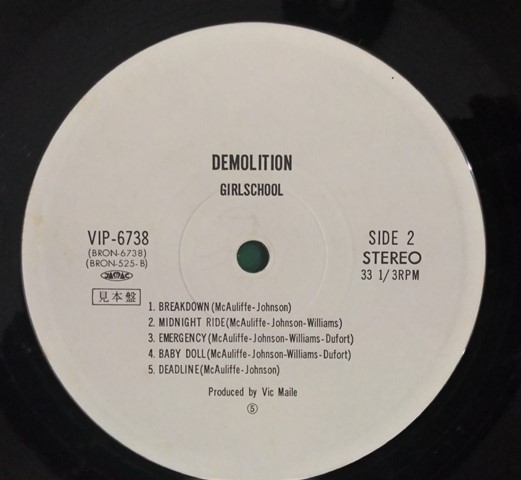 DEMOLITION
GIRLSCHOOL
VIP-6738
(BRON-6738)
(BRON-525-B)
JASRAC
見本盤
SIDE 2
STEREO
33 1/3RPM
1. BREAKDOWN(McAuliffe-Johnson)
2. MIDNIGHT RIDE(McAuliffe-Johnson-Williams)
3. EMERGENCY(McAuliffe-Johnson-Williams-Dufort)
4. BABY DOLL(McAuliffe-Johnson-Williams-Dufort)
5. DEADLINE(McAuliffe-Johnson)
Produced by Vic Maile
⑤